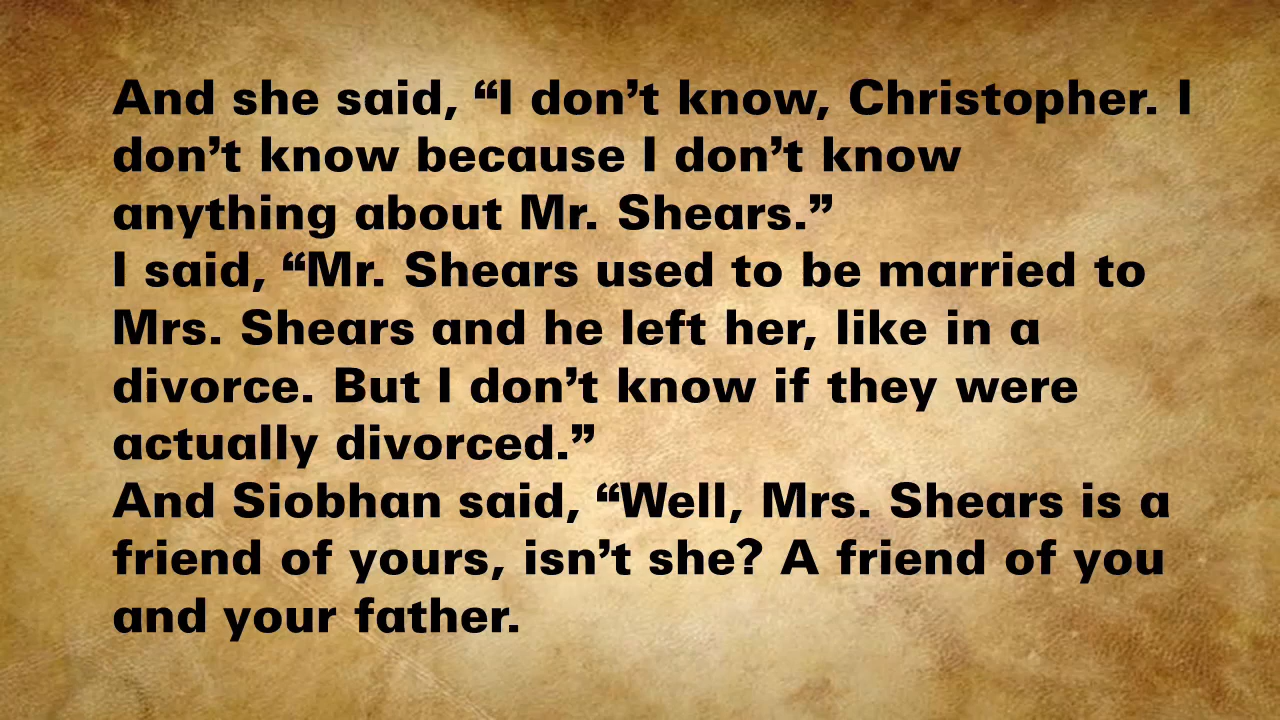 And she said, “I don’t know, Christopher. I
don’t know because I don’t know
anything about Mr. Shears.”
I said, “Mr. Shears used to be married to
Mrs. Shears and he left her, like in a
divorce. But I don’t know if they were
actually divorced.”
And Siobhan said, “Well, Mrs. Shears is a
friend of yours, isn’t she? A friend of you
and your father.